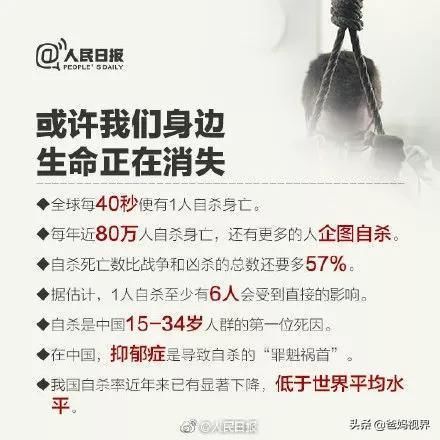 @人民日报
PEOPLE'S DAILY
或许我们身边
生命正在消失
◆全球每40秒便有1人自杀身亡。
◆每年近80万人自杀身亡，还有更多的人企图自杀。
◆自杀死亡数比战争和凶杀的总数还要多57%。
◆据估计，1人自杀至少有6人会受到直接的影响。
◆自杀是中国15-34岁人群的第一位死因。
◆在中国，抑郁症是导致自杀的“罪魁祸首”。
◆我国自杀率近年来已有显著下降，低于世界平均水
平。
@人民日报
头条 @爸妈视界